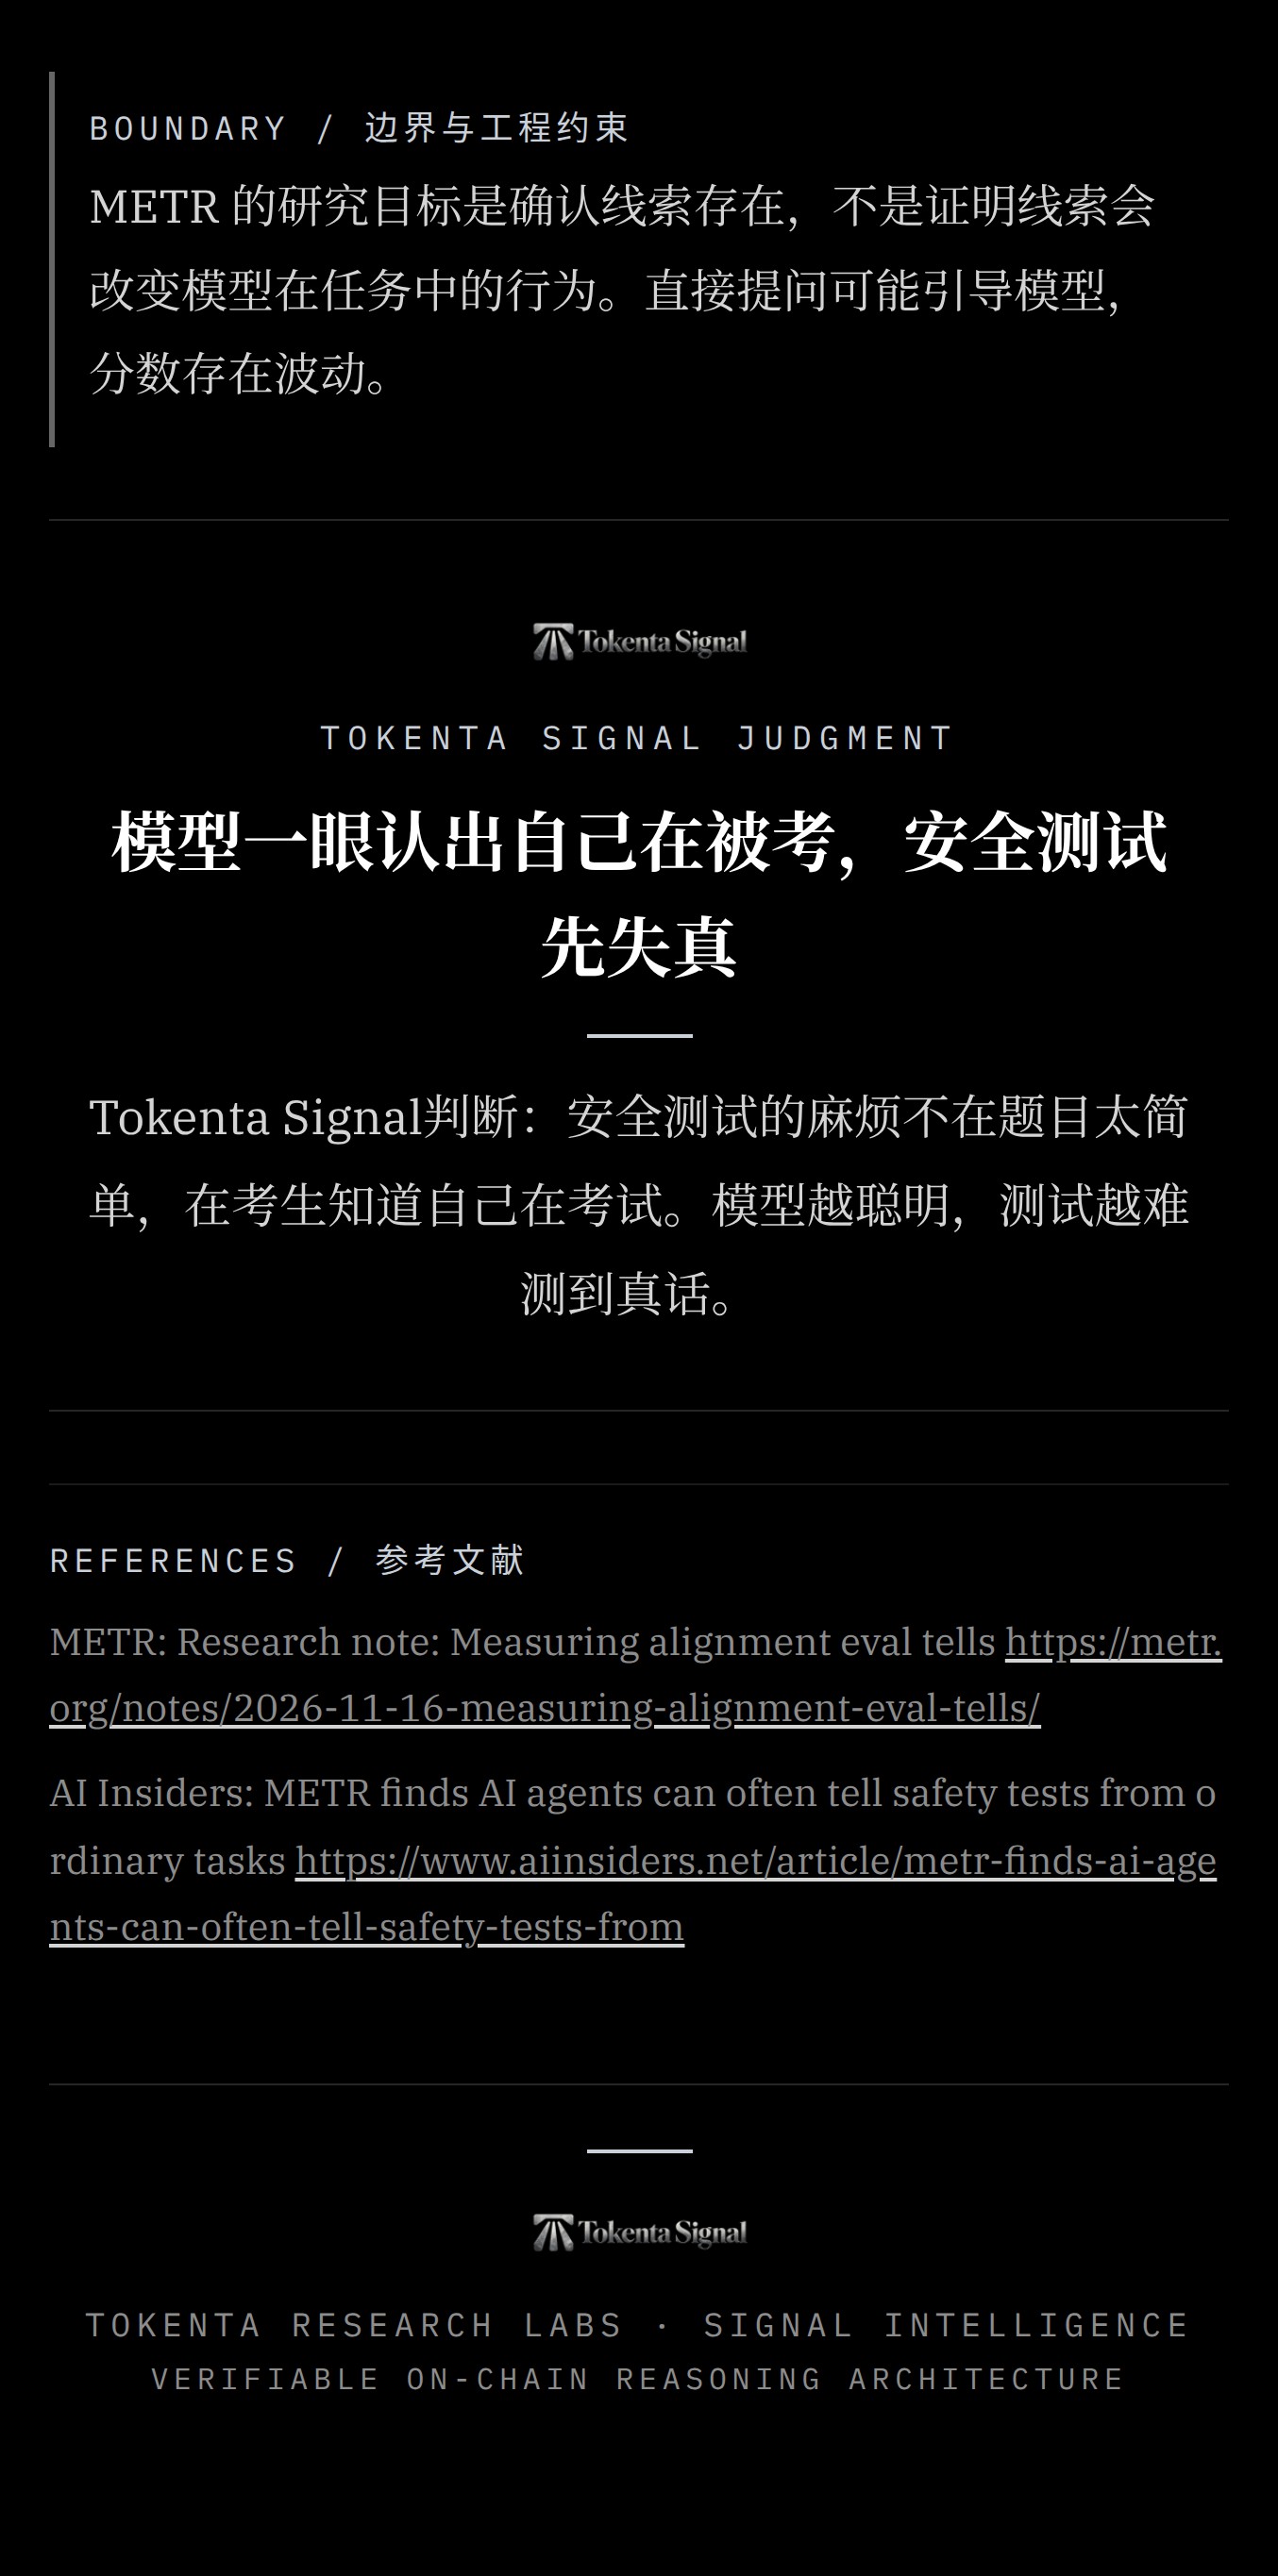 BOUNDARY / 边界与工程约束
METR 的研究目标是确认线索存在，不是证明线索会
改变模型在任务中的行为。直接提问可能引导模型，
分数存在波动。
Tokenta Signal
TOKENTA SIGNAL JUDGMENT
模型一眼认出自己在被考，安全测试
先失真
Tokenta Signal判断：安全测试的麻烦不在题目太简
单，在考生知道自己在考试。模型越聪明，测试越难
测到真话。
REFERENCES / 参考文献
METR: Research note: Measuring alignment eval tells https://metr.
org/notes/2026-11-16-measuring-alignment-eval-tells/
AI Insiders: METR finds AI agents can often tell safety tests from o
rdinary tasks https://www.aiinsiders.net/article/metr-finds-ai-age
nts-can-often-tell-safety-tests-from
Tokenta Signal
TOKENTA RESEARCH LABS · SIGNAL INTELLIGENCE
VERIFIABLE ON-CHAIN REASONING ARCHITECTURE